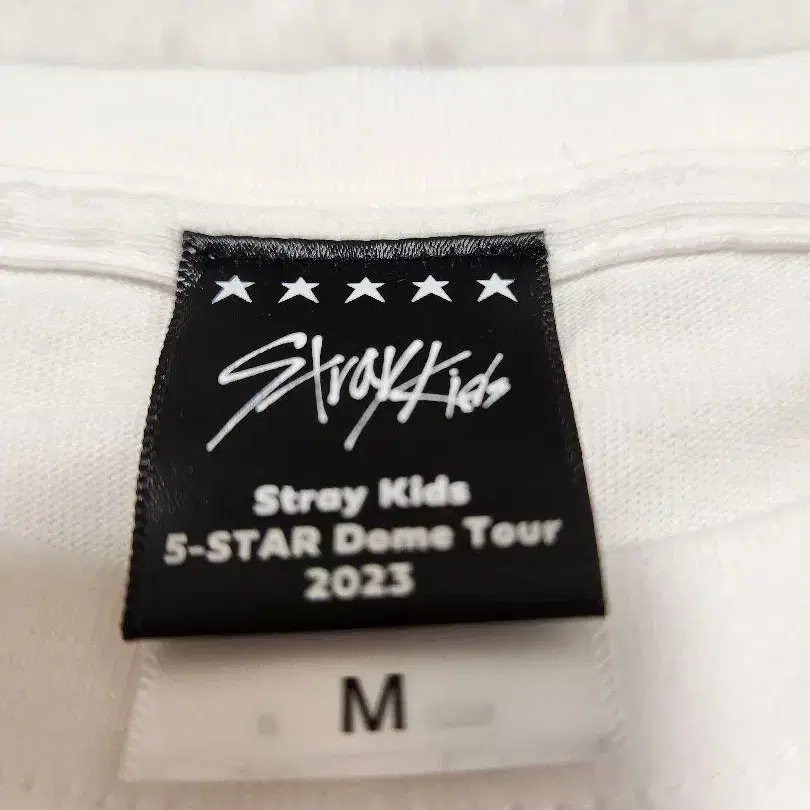 ★★★★★
Stray Kids
Stray Kids
5-STAR Dome Tour
2023
M